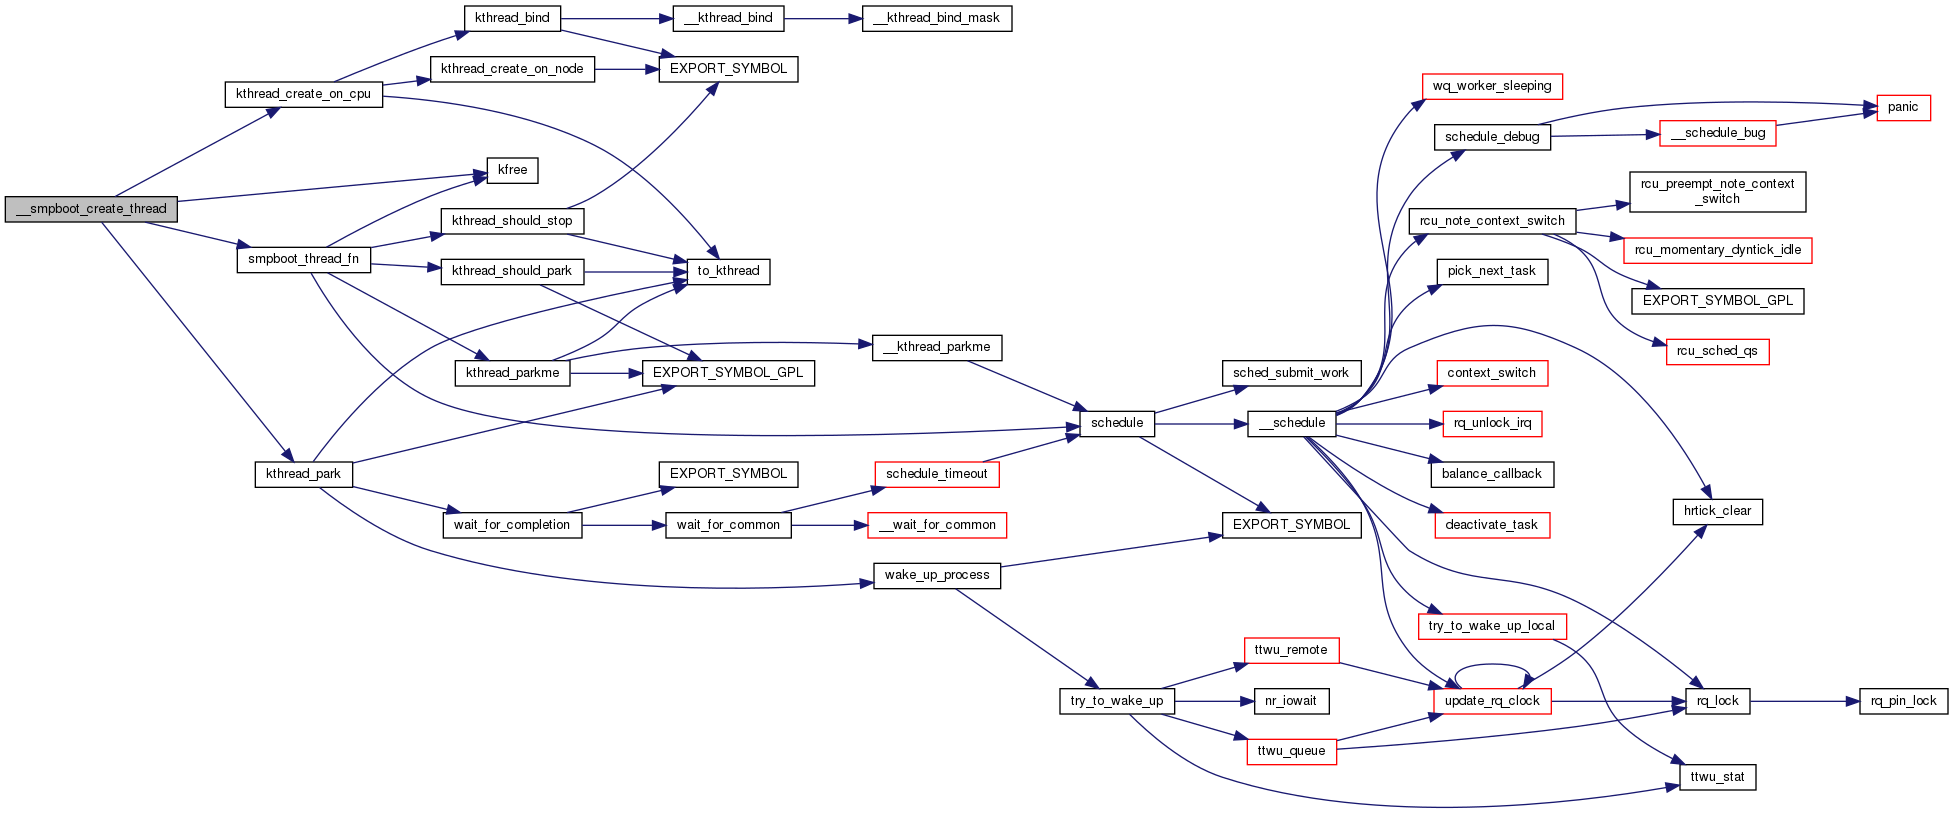 __smpboot_create_thread
kthread_create_on_cpu
smpboot_thread_fn
kthread_park
kthread_bind
kthread_create_on_node
kfree
kthread_should_stop
kthread_should_park
kthread_parkme
wait_for_completion
__kthread_bind
EXPORT_SYMBOL
to_kthread
EXPORT_SYMBOL_GPL
EXPORT_SYMBOL
wait_for_common
__kthread_bind_mask
__kthread_parkme
schedule_timeout
__wait_for_common
wake_up_process
schedule
try_to_wake_up
sched_submit_work
__schedule
EXPORT_SYMBOL
ttwu_remote
nr_iowait
ttwu_queue
wq_worker_sleeping
schedule_debug
rcu_note_context_switch
pick_next_task
context_switch
rq_unlock_irq
balance_callback
deactivate_task
try_to_wake_up_local
update_rq_clock
__schedule_bug
rcu_preempt_note_context
_switch
rcu_momentary_dyntick_idle
EXPORT_SYMBOL_GPL
rcu_sched_qs
hrtick_clear
rq_lock
ttwu_stat
panic
rq_pin_lock